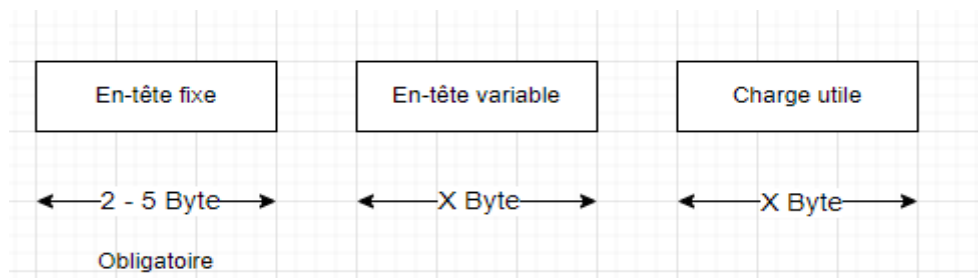 En-tête fixe
En-tête variable
Charge utile
2 - 5 Byte
X Byte
X Byte
Obligatoire